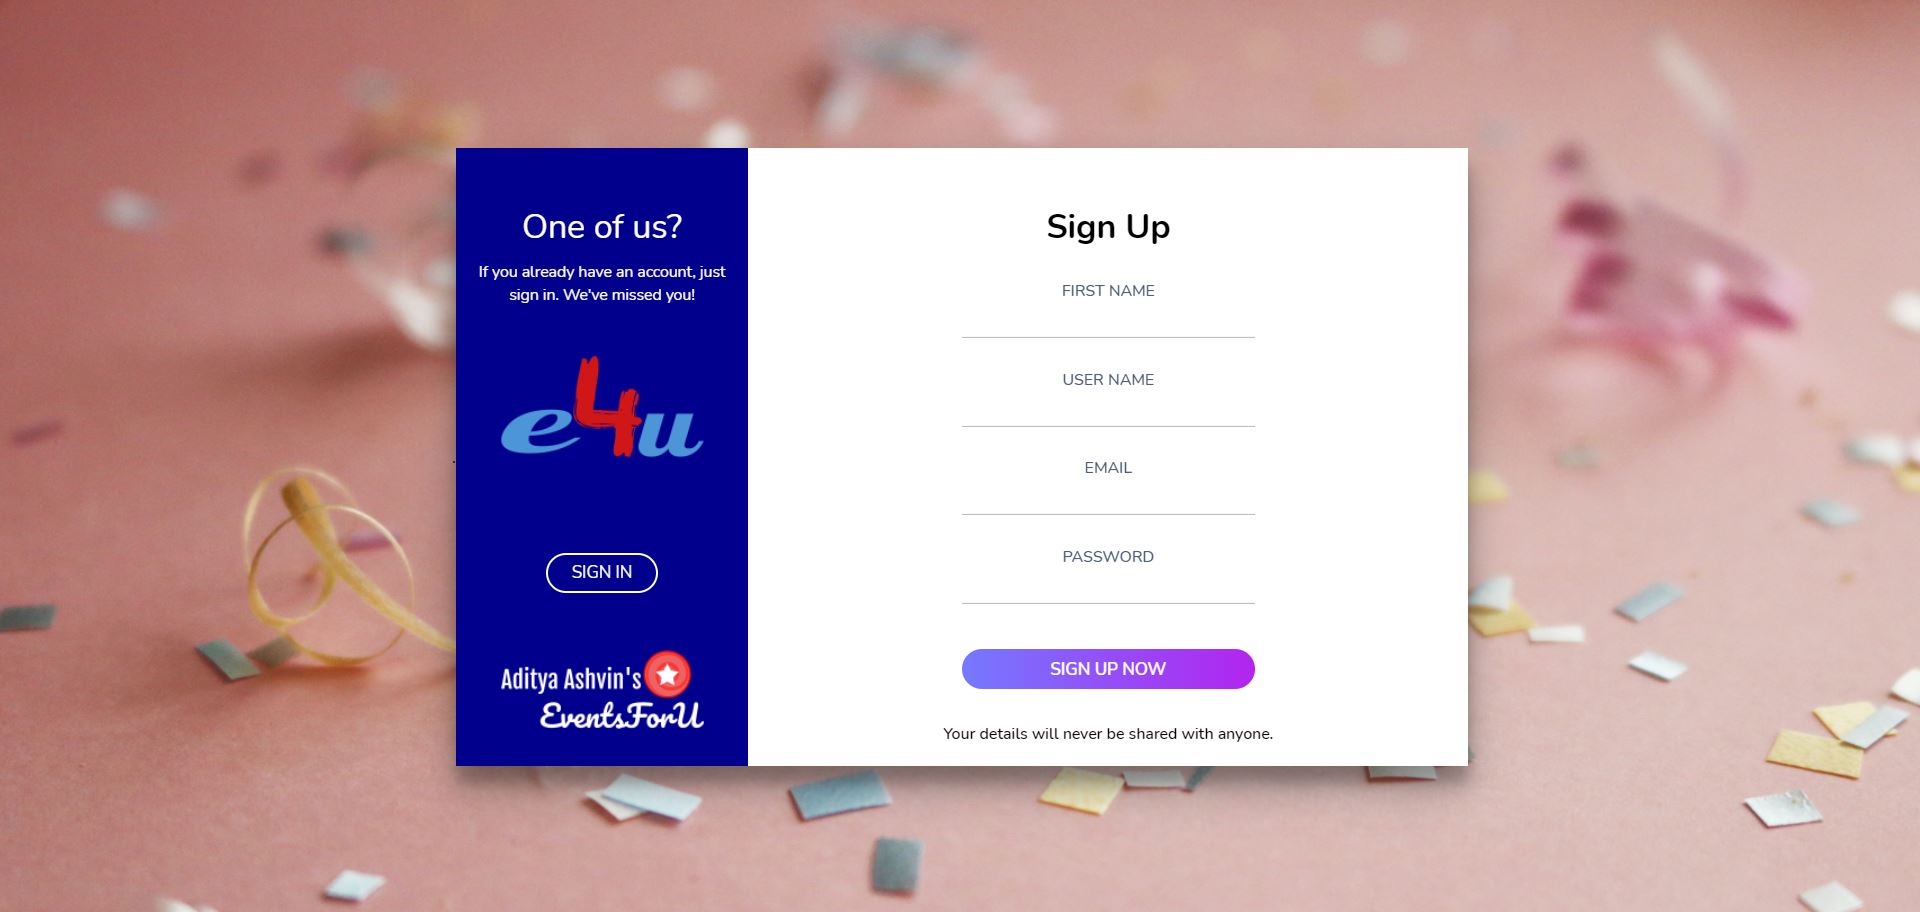 One of us?
If you already have an account, just
sign in. We've missed you!
e4u
SIGN IN
Aditya Ashvin's
EventsForU
Sign Up
FIRST NAME
USER NAME
EMAIL
PASSWORD
SIGN UP NOW
Your details will never be shared with anyone.